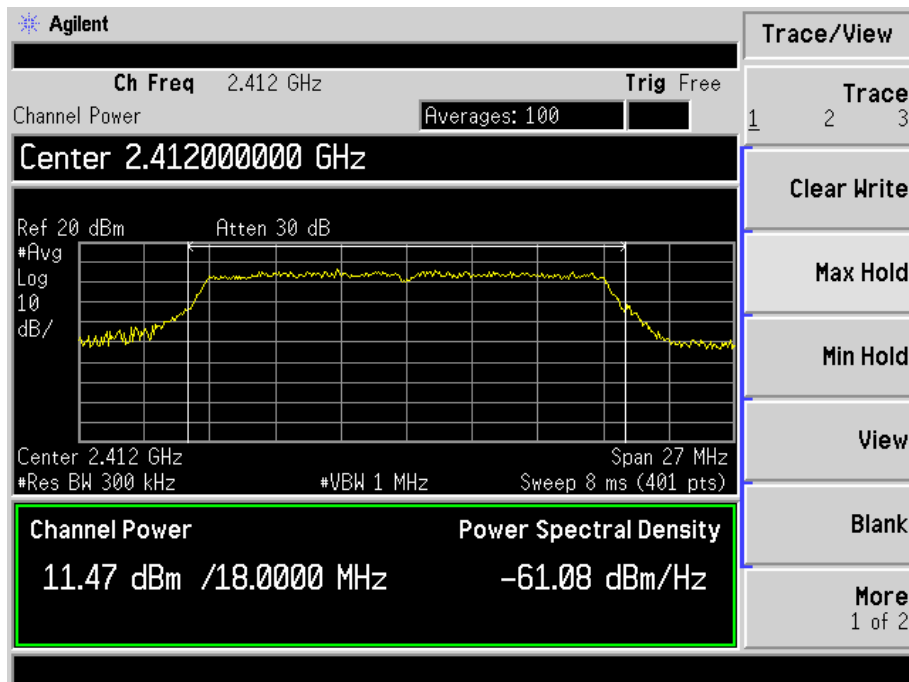 Agilent
Trace/View
Ch Freq 2.412 GHz Trig Free
Channel Power Averages: 100
Trace
1 2 3
Center 2.412000000 GHz
Clear Write
Ref 20 dBm Atten 30 dB
#Avg
Log
10
dB/
Max Hold
Min Hold
View
Center 2.412 GHz Span 27 MHz
#Res BW 300 kHz #VBW 1 MHz Sweep 8 ms (401 pts)
Channel Power Power Spectral Density
Blank
11.47 dBm /18.0000 MHz -61.08 dBm/Hz
More
1 of 2